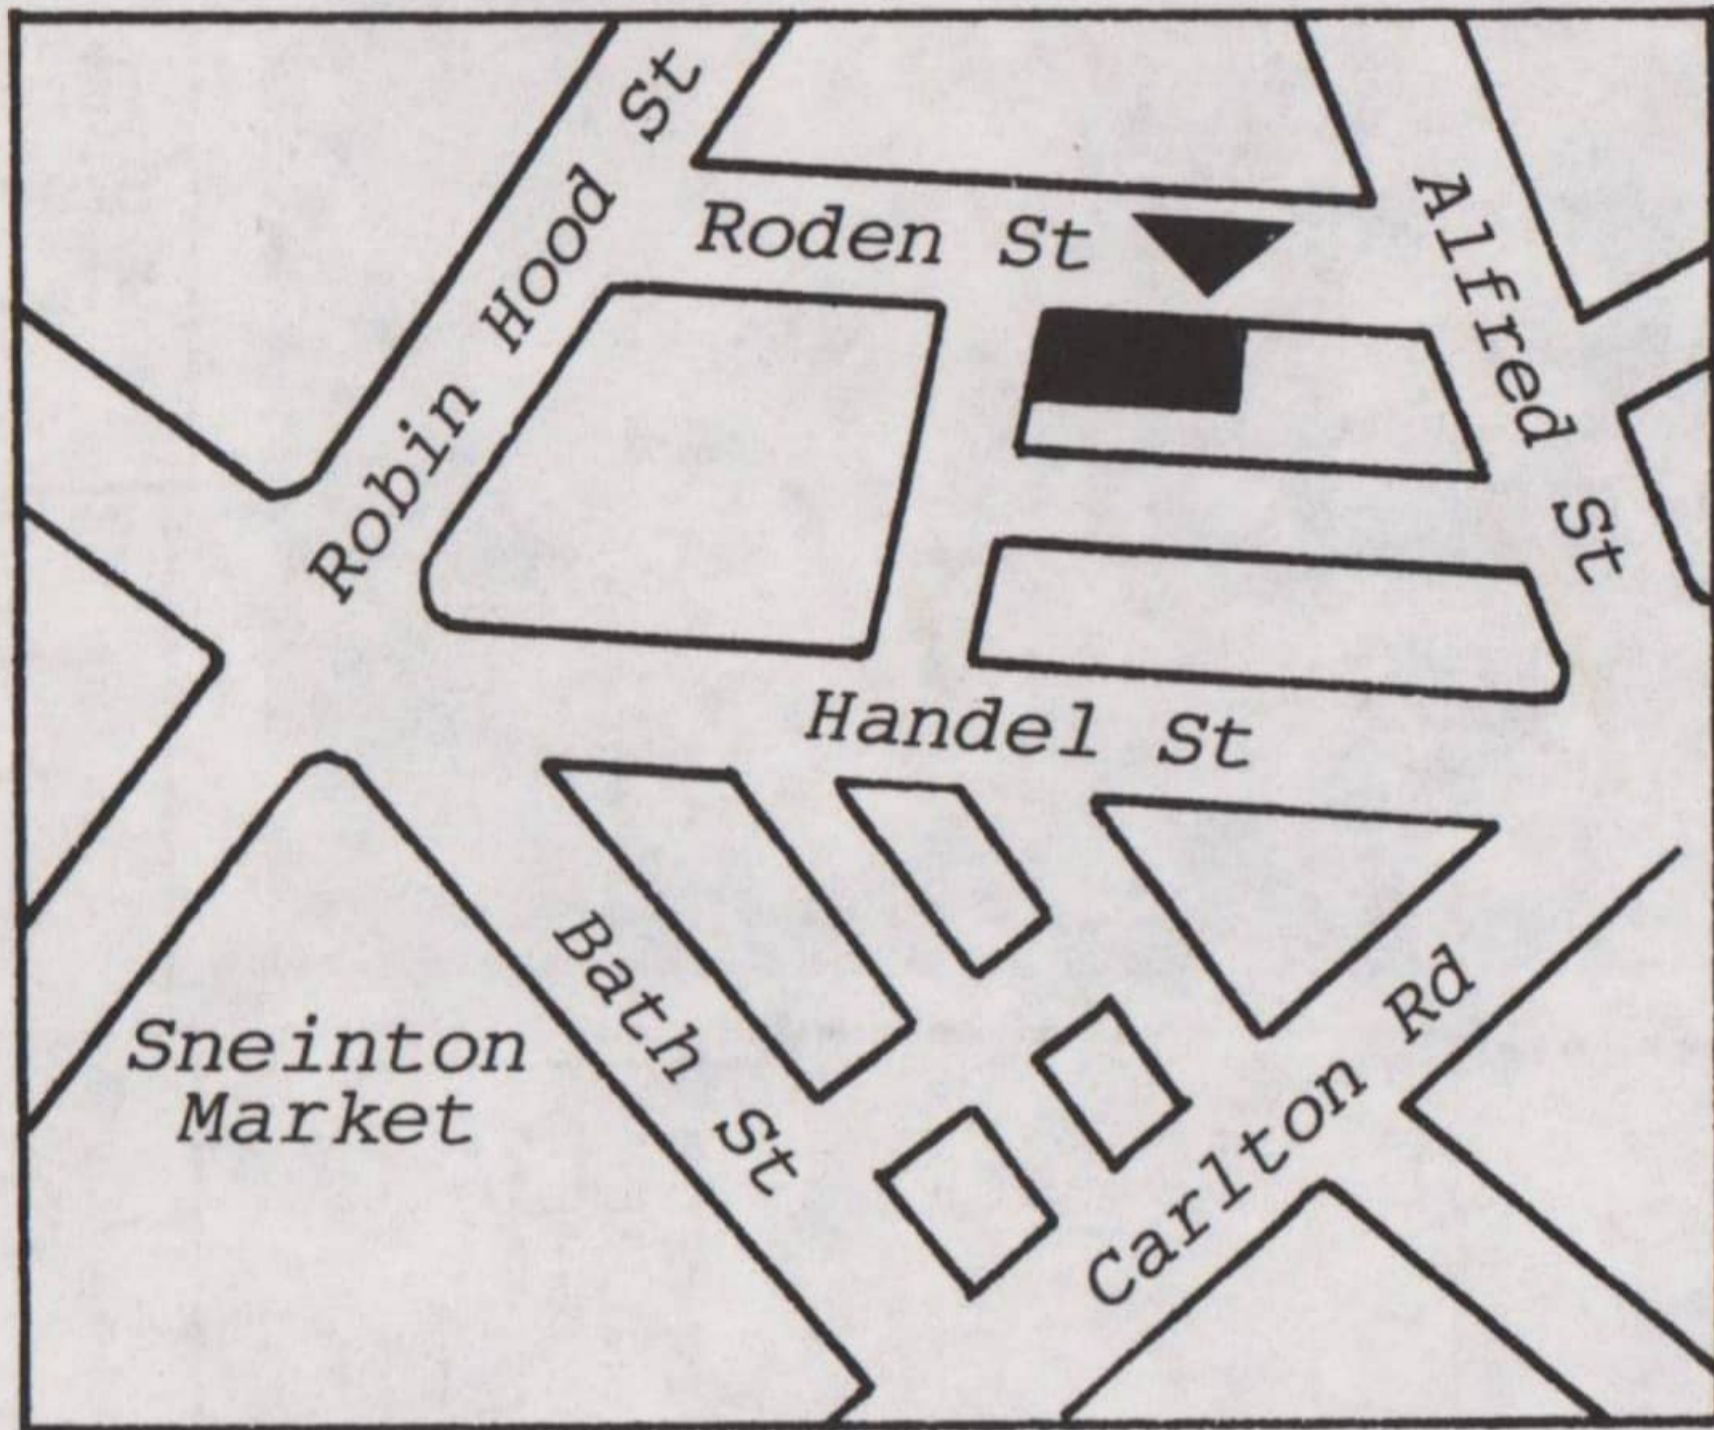 Robin Hood St
Roden St
Alfred St
Handel St
Bath St
Sneinton
Market
Carlton Rd